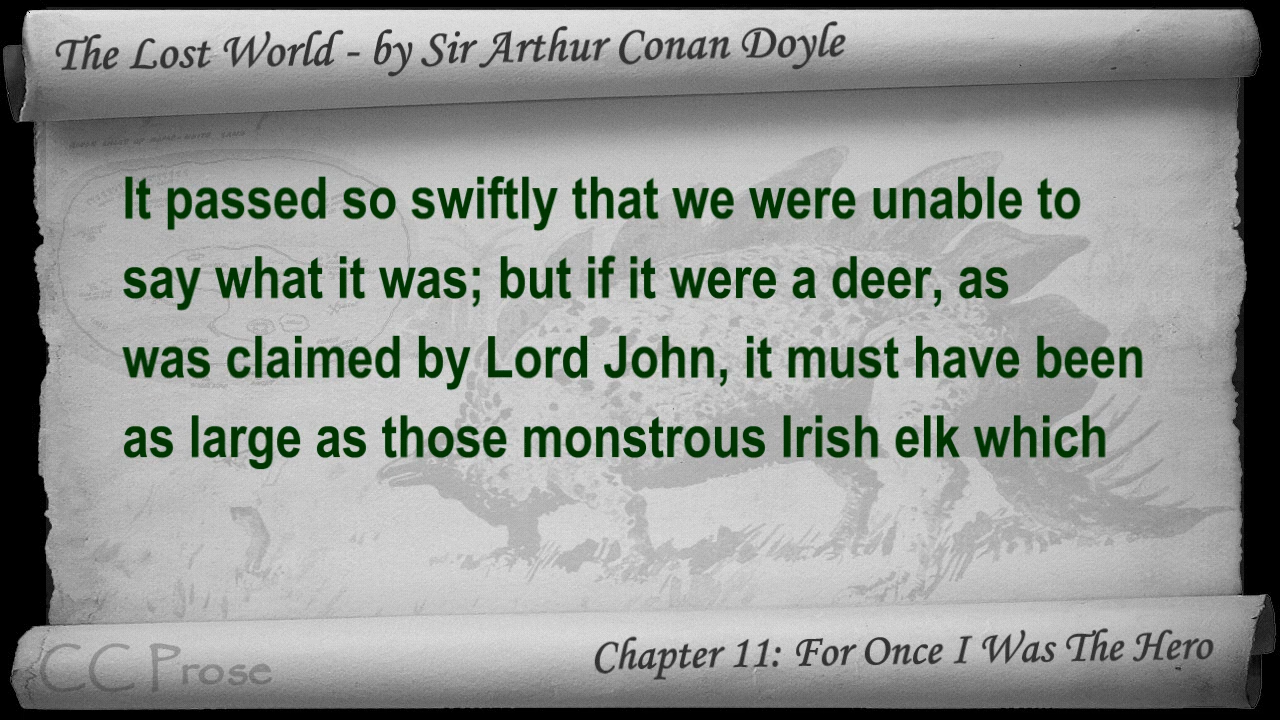 The Lost World - by Sir Arthur Conan Doyle
It passed so swiftly that we were unable to
say what it was; but if it were a deer, as
was claimed by Lord John, it must have been
as large as those monstrous Irish elk which
Chapter 11: For Once I Was The Hero
CC Prose